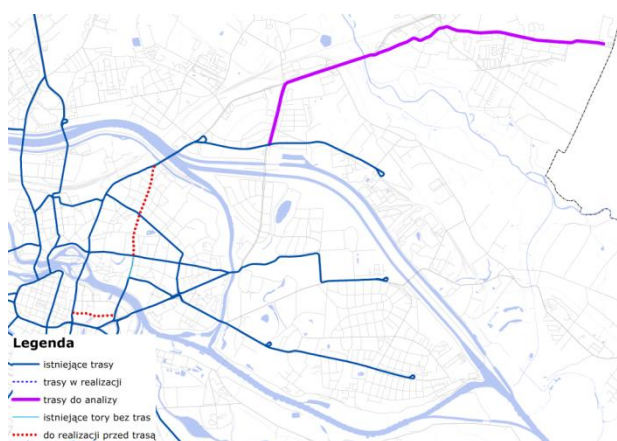 Legenda
istniejące trasy
trasy w realizacji
trasy do analizy
istniejące tory bez tras
do realizacji przed trasą